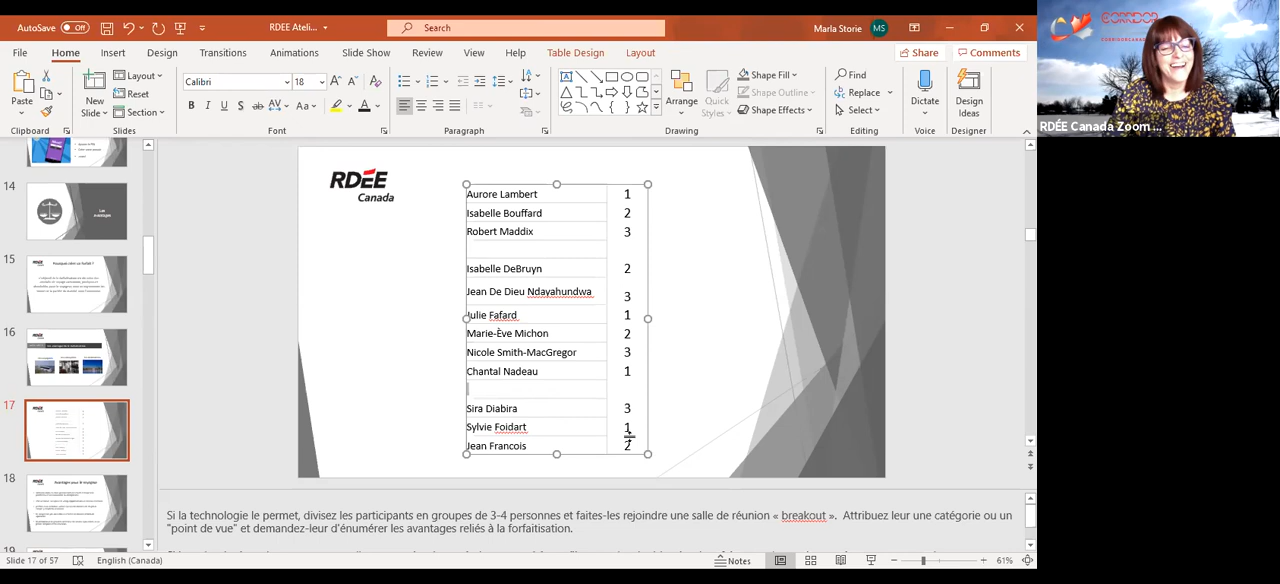 AutoSave Off RDEE Ateli... Search Marla Storie MS
File Home Insert Design Transitions Animations Slide Show Review View Help Table Design Layout Share Comments
Paste New Slide Layout Reset Section Calibri 18 Arrange Quick Styles Shape Fill Shape Outline Shape Effects Find Replace Select Dictate Design Ideas
Clipboard Slides Font Paragraph Drawing Editing Voice Designer
CORRIDOR
RDÉE Canada Zoom ...
14
Les avantages
15
16
17
18
19
RDÉE
Canada
Aurore Lambert 1
Isabelle Bouffard 2
Robert Maddix 3
Isabelle DeBruyn 2
Jean De Dieu Ndayahundwa 3
Julie Fafard 1
Marie-Ève Michon 2
Nicole Smith-MacGregor 3
Chantal Nadeau 1
Sira Diabira 3
Sylvie Foidart 1
Jean Francois 2
Si la technologie le permet, divisez les participants en groupes de 3-4 personnes et faites-les rejoindre une salle de réunion « breakout ». Attribuez leur une catégorie ou un
"point de vue" et demandez-leur d'énumérer les avantages reliés à la forfaitisation.
Slide 17 of 57 English (Canada) Notes 61%